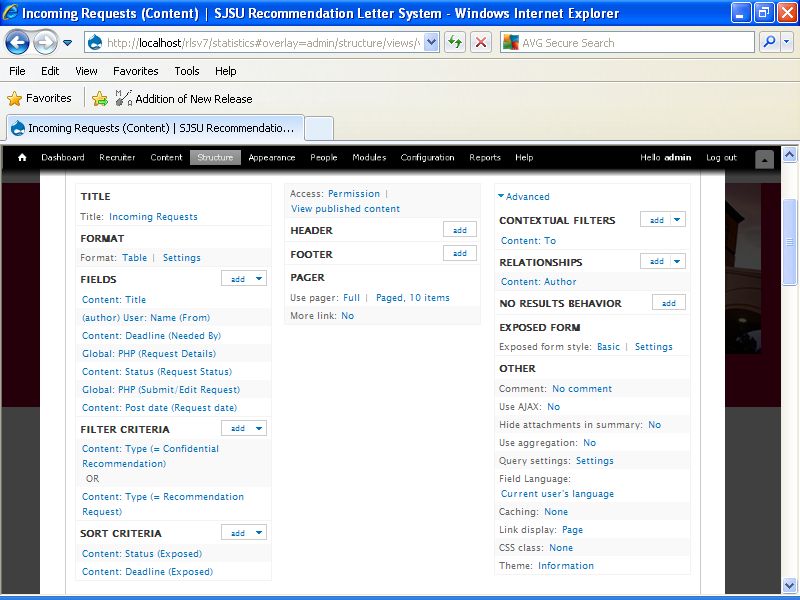 Incoming Requests (Content) | SJSU Recommendation Letter System - Windows Internet Explorer
http://localhost/rlsv7/statistics#overlay=admin/structure/views/
AVG Secure Search
File Edit View Favorites Tools Help
Favorites
Addition of New Release
Incoming Requests (Content) | SJSU Recommendatio...
Dashboard Recruiter Content Structure Appearance People Modules Configuration Reports Help Hello admin Log out
TITLE
Title: Incoming Requests
FORMAT
Format: Table | Settings
FIELDS add
Content: Title
(author) User: Name (From)
Content: Deadline (Needed By)
Global: PHP (Request Details)
Content: Status (Request Status)
Global: PHP (Submit/Edit Request)
Content: Post date (Request date)
FILTER CRITERIA add
Content: Type (= Confidential
Recommendation)
OR
Content: Type (= Recommendation
Request)
SORT CRITERIA add
Content: Status (Exposed)
Content: Deadline (Exposed)
Access: Permission |
View published content
HEADER add
FOOTER add
PAGER
Use pager: Full | Paged, 10 items
More link: No
Advanced
CONTEXTUAL FILTERS add
Content: To
RELATIONSHIPS add
Content: Author
NO RESULTS BEHAVIOR add
EXPOSED FORM
Exposed form style: Basic | Settings
OTHER
Comment: No comment
Use AJAX: No
Hide attachments in summary: No
Use aggregation: No
Query settings: Settings
Field Language:
Current user's language
Caching: None
Link display: Page
CSS class: None
Theme: Information